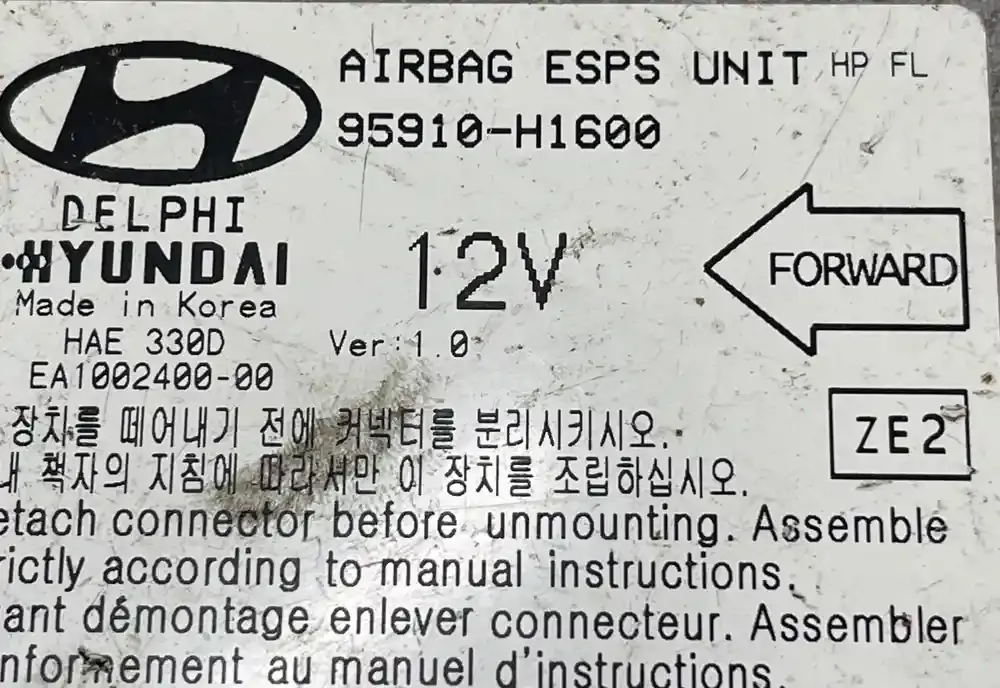 AIRBAG ESPS UNIT HP FL
95910-H1600
DELPHI
HYUNDAI
12V
FORWARD
Made in Korea
HAE 330D
Ver:1.0
EA1002400-00
ZE2
장치를 떼어내기 전에 커넥터를 분리시키시오.
내 책자의 지침에 따라서만 이 장치를 조립하십시오.
etach connector before unmounting. Assemble
rictly according to manual instructions.
ant démontage enlever connecteur. Assembler
nformement au manuel d'instructions.